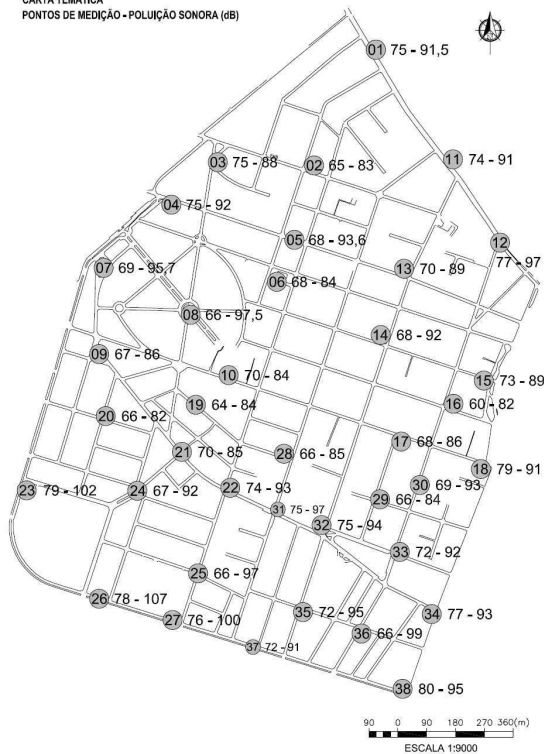 CARTA TEMÁTICA
PONTOS DE MEDIÇÃO - POLUIÇÃO SONORA (dB)
01 75 - 91,5
11 74 - 91
03 75 - 88
02 65 - 83
04 75 - 92
05 68 - 93,6
12 77 - 97
07 69 - 95,7
13 70 - 89
06 68 - 84
08 66 - 97,5
14 68 - 92
09 67 - 86
10 70 - 84
15 73 - 89
19 64 - 84
16 60 - 82
20 66 - 82
17 68 - 86
21 70 - 85
28 66 - 85
18 79 - 91
30 69 - 93
23 79 - 102
24 67 - 92
22 74 - 93
29 66 - 84
31 75 - 97
32 75 - 94
33 72 - 92
25 66 - 97
26 78 - 107
35 72 - 95
34 77 - 93
27 76 - 100
36 66 - 99
37 72 - 91
38 80 - 95
90 0 90 180 270 360(m)
ESCALA 1:9000